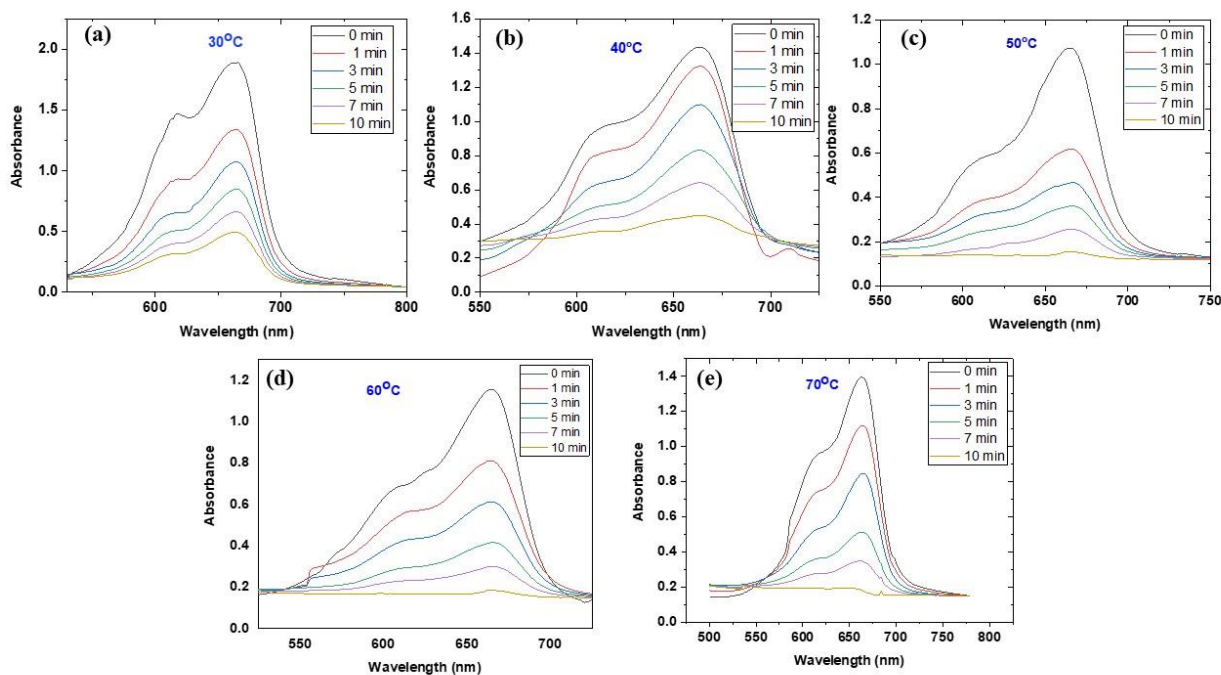 (a)
30°C
0 min
1 min
3 min
5 min
7 min
10 min
2.0
1.5
1.0
0.5
0.0
Absorbance
600
700
800
Wavelength (nm)
(b)
40°C
0 min
1 min
3 min
5 min
7 min
10 min
1.6
1.4
1.2
1.0
0.8
0.6
0.4
0.2
0.0
Absorbance
550
600
650
700
Wavelength (nm)
(c)
50°C
0 min
1 min
3 min
5 min
7 min
10 min
1.2
1.0
0.8
0.6
0.4
0.2
0.0
Absorbance
550
600
650
700
750
Wavelength (nm)
(d)
60°C
0 min
1 min
3 min
5 min
7 min
10 min
1.2
1.0
0.8
0.6
0.4
0.2
0.0
Absorbance
550
600
650
700
Wavelength (nm)
(e)
70°C
0 min
1 min
3 min
5 min
7 min
10 min
1.4
1.2
1.0
0.8
0.6
0.4
0.2
0.0
Absorbance
500
550
600
650
700
750
800
Wavelength (nm)